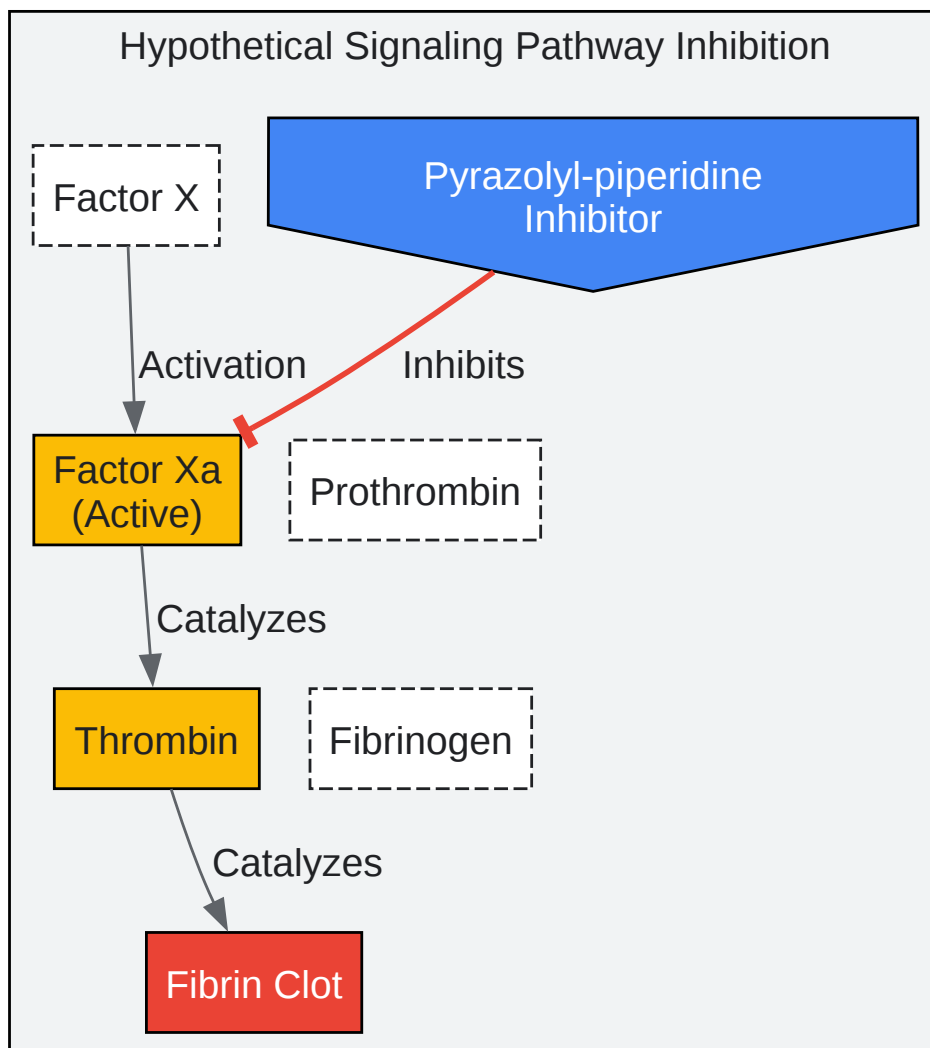 Hypothetical Signaling Pathway Inhibition
Factor X
Pyrazolyl-piperidine
Inhibitor
Activation
Inhibits
Factor Xa
(Active)
Prothrombin
Catalyzes
Thrombin
Fibrinogen
Catalyzes
Fibrin Clot